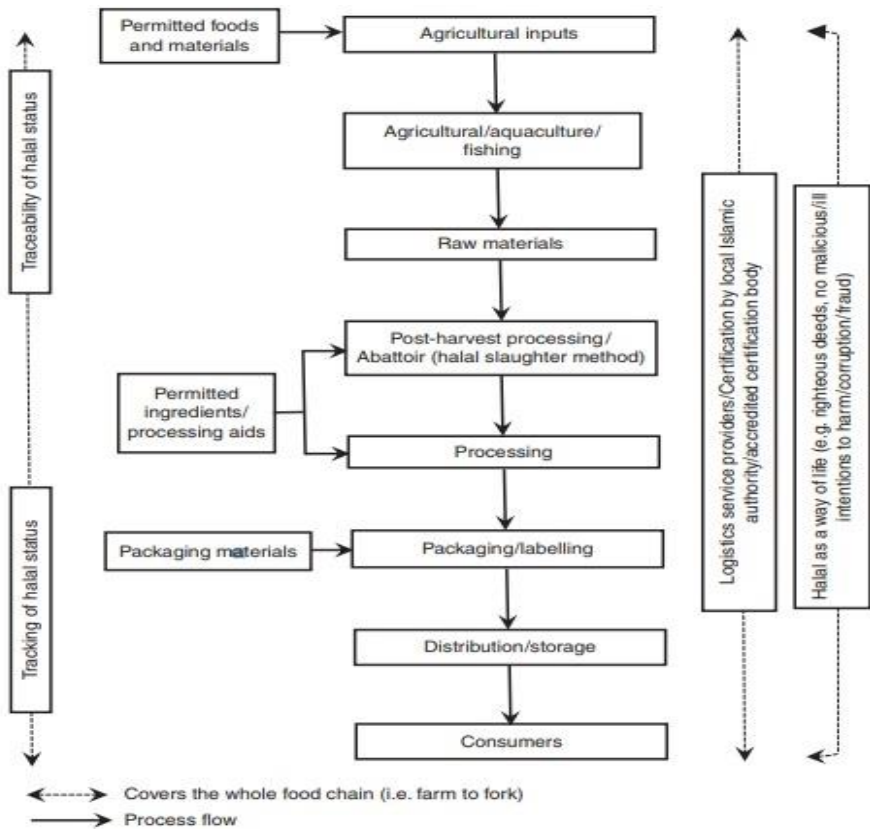 Permitted foods
and materials
Agricultural inputs
Agricultural/aquaculture/
fishing
Raw materials
Post-harvest processing/
Abattoir (halal slaughter method)
Permitted
ingredients/
processing aids
Processing
Packaging materials
Packaging/labelling
Distribution/storage
Consumers
Traceability of halal status
Tracking of halal status
Logistics service providers/Certification by local Islamic
authority/accredited certification body
Halal as a way of life (e.g. righteous deeds, no malicious/ill
intentions to harm/corruption/fraud)
Covers the whole food chain (i.e. farm to fork)
Process flow